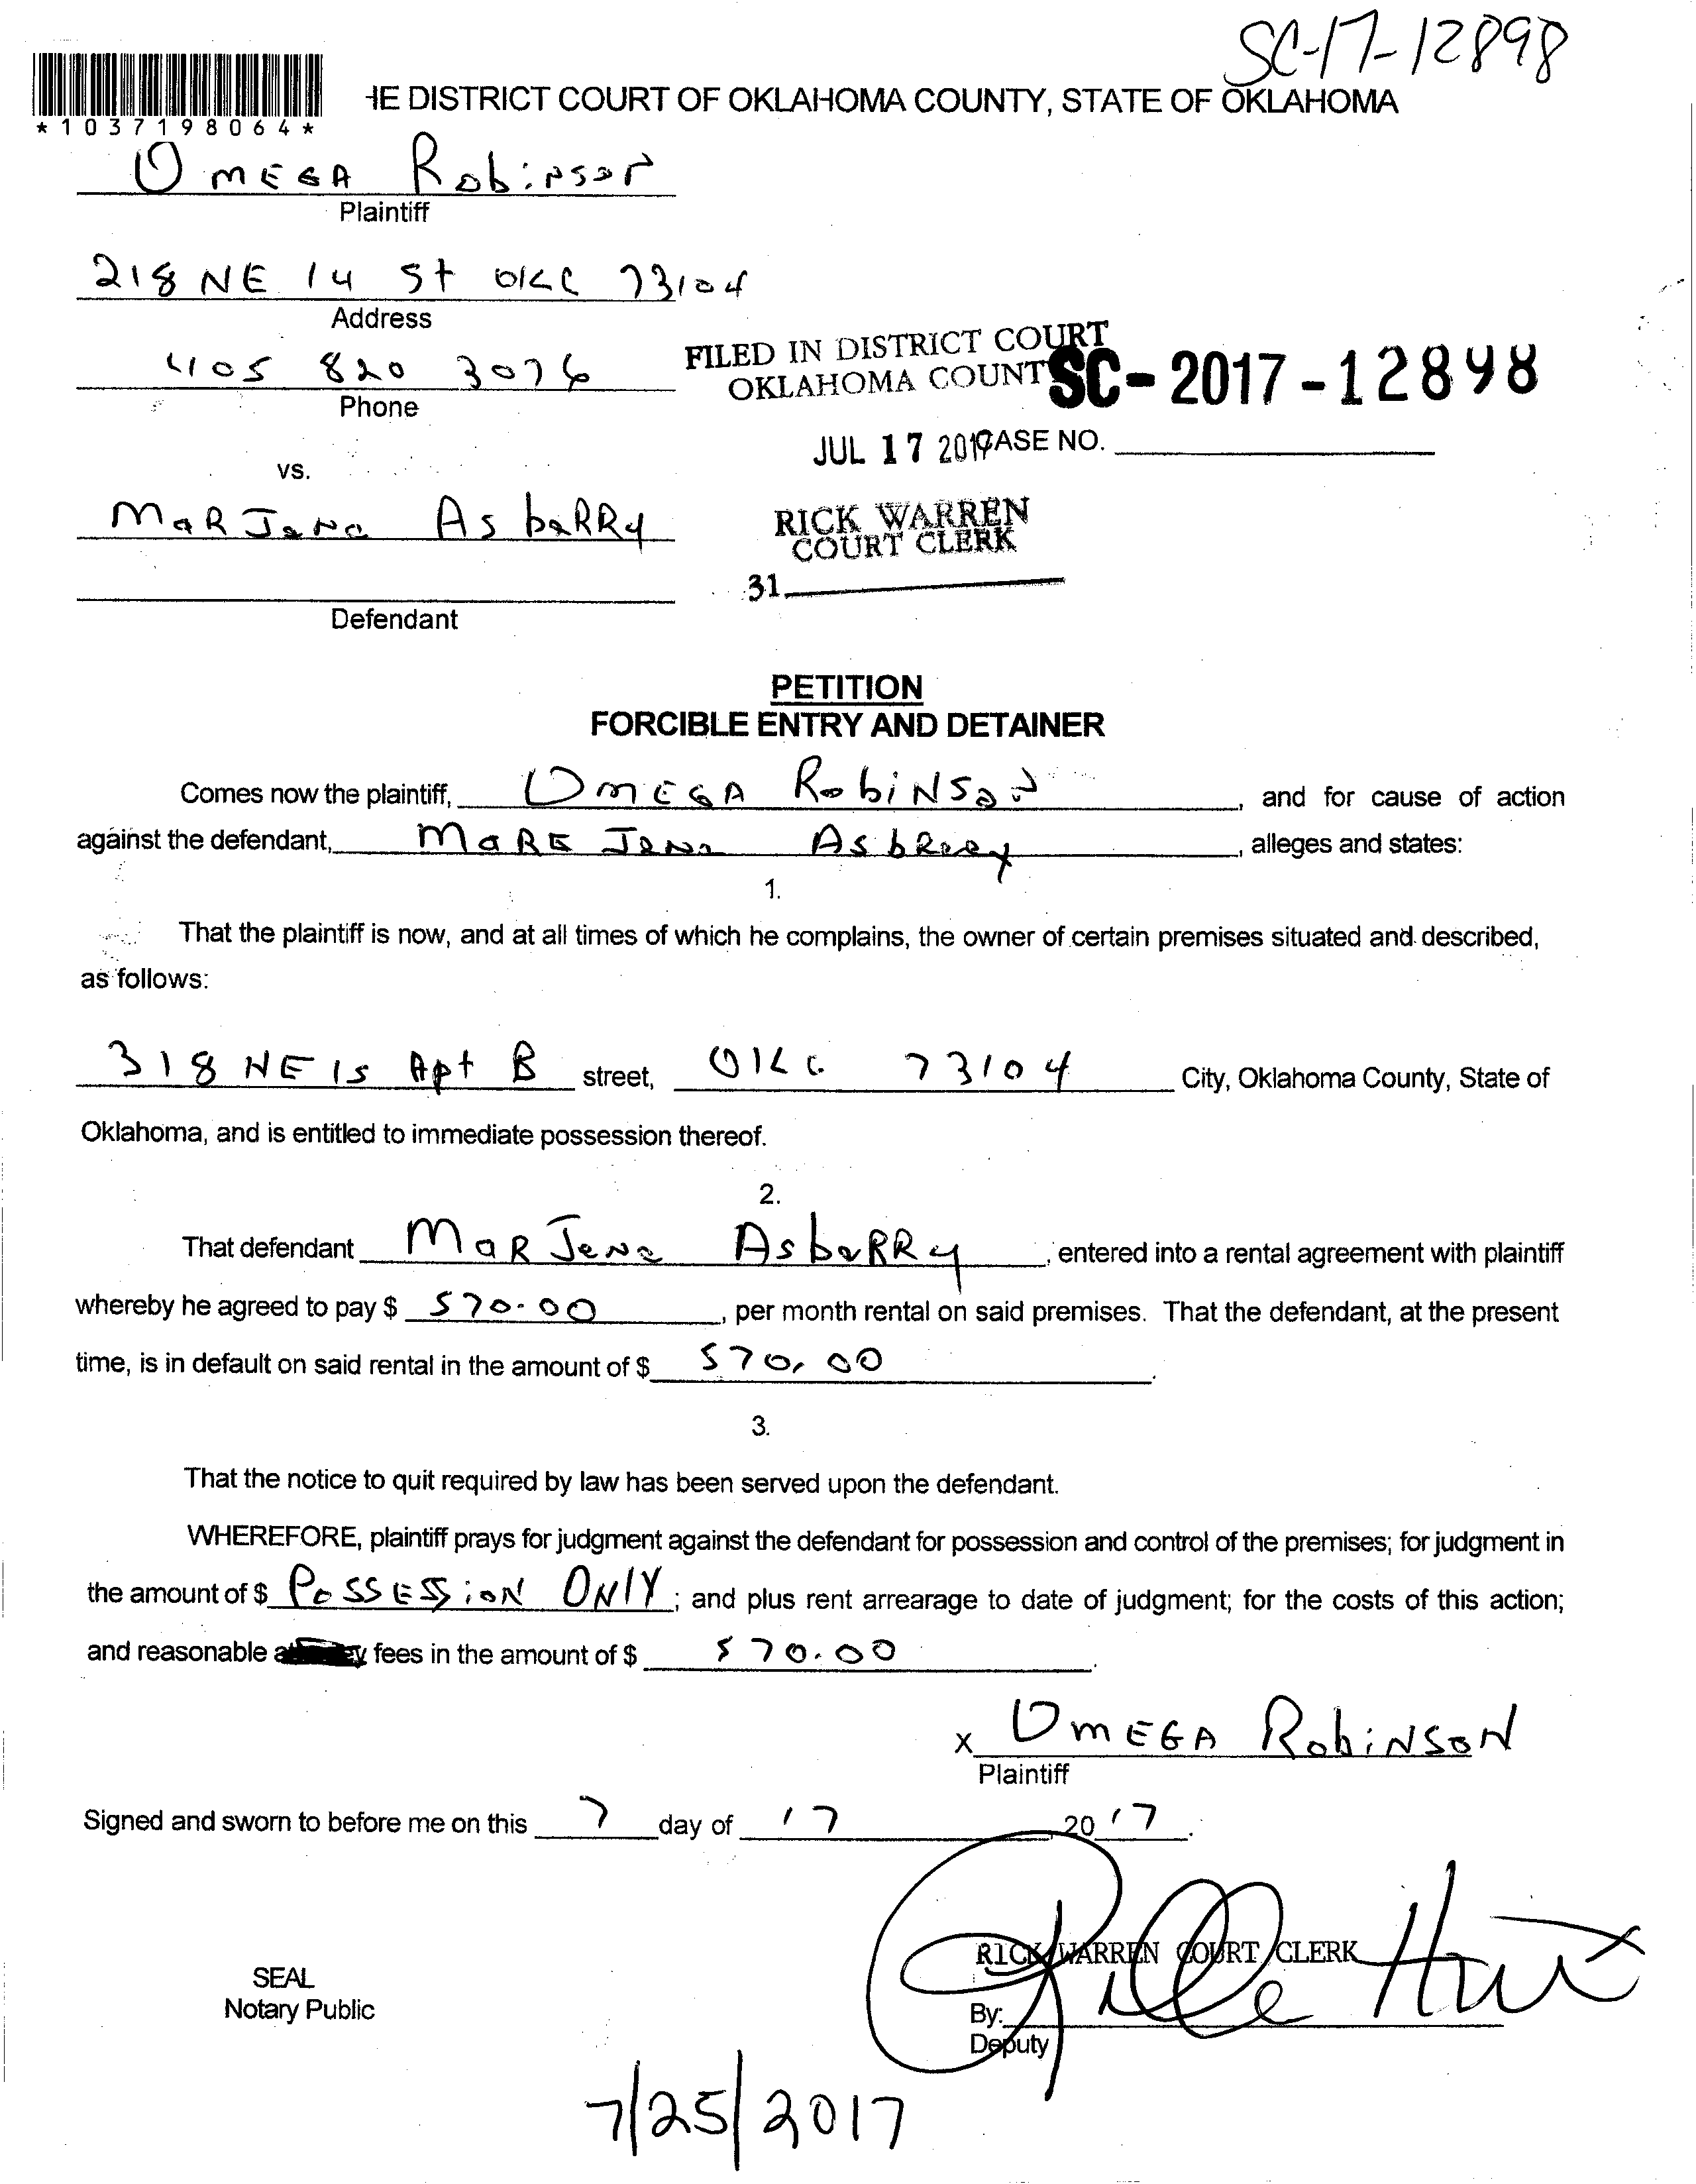 SC-17-12898
HE DISTRICT COURT OF OKLAHOMA COUNTY, STATE OF OKLAHOMA
*1037198064*
OMEGA Robinson
Plaintiff
218 NE 14 St OKC 73104
Address
405 820 3076
Phone
FILED IN DISTRICT COURT
OKLAHOMA COUNT
SC-2017-12898
JUL 17 201 CASE NO.
vs.
MaRJena AsbaRRy
RICK WARREN
COURT CLERK
31
Defendant
PETITION
FORCIBLE ENTRY AND DETAINER
Comes now the plaintiff, OMEGA RobiNSoN, and for cause of action
against the defendant, MaRE Jena, alleges and states:
1.
That the plaintiff is now, and at all times of which he complains, the owner of certain premises situated and described,
as follows:
318 NE 15 Apt B street, OKC 73104 City, Oklahoma County, State of
Oklahoma, and is entitled to immediate possession thereof.
2.
That defendant MaRJena AsbaRRy, entered into a rental agreement with plaintiff
whereby he agreed to pay $ 570.00, per month rental on said premises. That the defendant, at the present
time, is in default on said rental in the amount of $ 570.00.
3.
That the notice to quit required by law has been served upon the defendant.
WHEREFORE, plaintiff prays for judgment against the defendant for possession and control of the premises; for judgment in
the amount of $ PoSSESSioN ONlY; and plus rent arrearage to date of judgment; for the costs of this action;
and reasonable fees in the amount of $ 570.00.
x OMEGA RobiNSoN
Plaintiff
Signed and sworn to before me on this 7 day of 17, 20 17.
RICK WARREN COURT CLERK
SEAL
Notary Public
By:
Deputy
7/25/2017